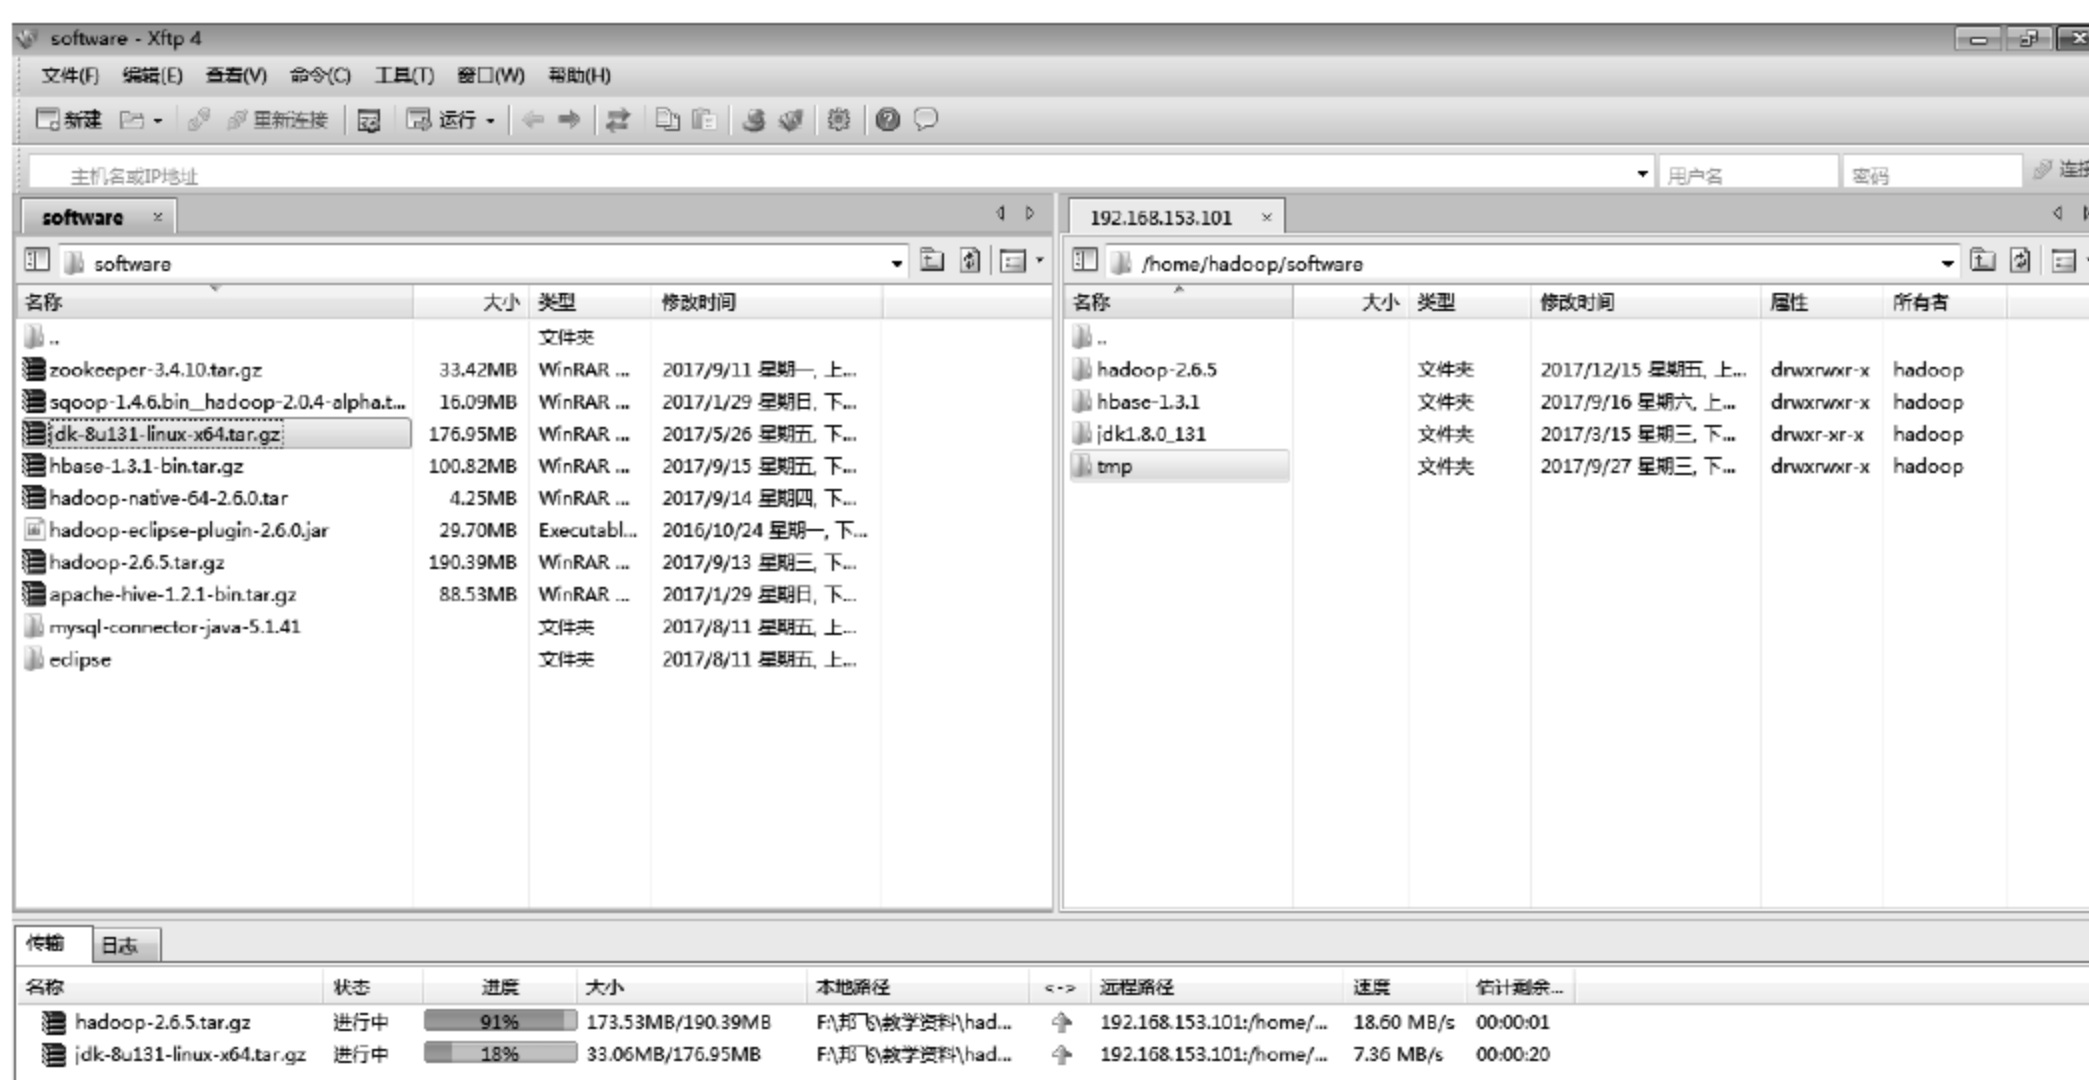 software - Xftp 4
文件(F) 编辑(E) 查看(V) 命令(C) 工具(T) 窗口(W) 帮助(H)
新建 重新连接 运行
主机名或IP地址 用户名 密码 连接
software 192.168.153.101
software /home/hadoop/software
名称 大小 类型 修改时间 名称 大小 类型 修改时间 属性 所有者
.. 文件夹 ..
zookeeper-3.4.10.tar.gz 33.42MB WinRAR ... 2017/9/11 星期一, 上... hadoop-2.6.5 文件夹 2017/12/15 星期五, 上... drwxrwxr-x hadoop
sqoop-1.4.6.bin__hadoop-2.0.4-alpha.t... 16.09MB WinRAR ... 2017/1/29 星期日, 下... hbase-1.3.1 文件夹 2017/9/16 星期六, 上... drwxrwxr-x hadoop
jdk-8u131-linux-x64.tar.gz 176.95MB WinRAR ... 2017/5/26 星期五, 下... jdk1.8.0_131 文件夹 2017/3/15 星期三, 下... drwxr-xr-x hadoop
hbase-1.3.1-bin.tar.gz 100.82MB WinRAR ... 2017/9/15 星期五, 下... tmp 文件夹 2017/9/27 星期三, 下... drwxrwxr-x hadoop
hadoop-native-64-2.6.0.tar 4.25MB WinRAR ... 2017/9/14 星期四, 下...
hadoop-eclipse-plugin-2.6.0.jar 29.70MB Executabl... 2016/10/24 星期一, 下...
hadoop-2.6.5.tar.gz 190.39MB WinRAR ... 2017/9/13 星期三, 下...
apache-hive-1.2.1-bin.tar.gz 88.53MB WinRAR ... 2017/1/29 星期日, 下...
mysql-connector-java-5.1.41 文件夹 2017/8/11 星期五, 上...
eclipse 文件夹 2017/8/11 星期五, 上...
传输 日志
名称 状态 进度 大小 本地路径 <-> 远程路径 速度 估计剩余...
hadoop-2.6.5.tar.gz 进行中 91% 173.53MB/190.39MB F:\邦飞\教学资料\had... 192.168.153.101:/home/... 18.60 MB/s 00:00:01
jdk-8u131-linux-x64.tar.gz 进行中 18% 33.06MB/176.95MB F:\邦飞\教学资料\had... 192.168.153.101:/home/... 7.36 MB/s 00:00:20